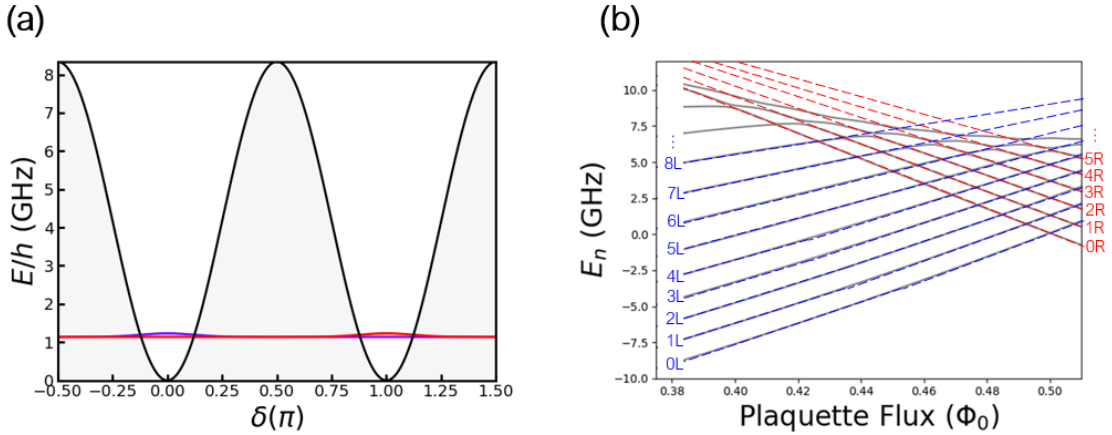 (a)
E/h (GHz)
8
7
6
5
4
3
2
1
0
−0.50 −0.25 0.00 0.25 0.50 0.75 1.00 1.25 1.50
δ(π)
(b)
E_n (GHz)
10.0
7.5
5.0
2.5
0.0
−2.5
−5.0
−7.5
−10.0
⋮
8L
7L
6L
5L
4L
3L
2L
1L
0L
⋮
5R
4R
3R
2R
1R
0R
0.38 0.40 0.42 0.44 0.46 0.48 0.50
Plaquette Flux (Φ₀)